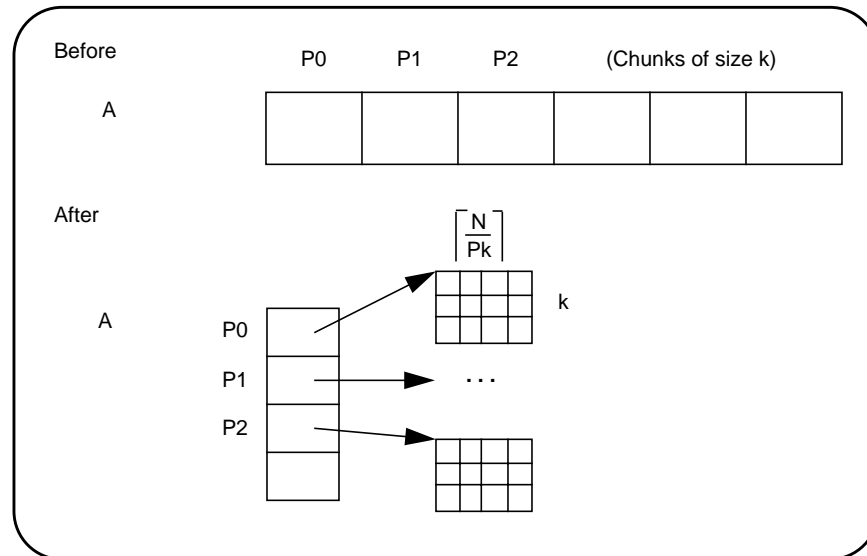 Before
P0 P1 P2 (Chunks of size k)
A
After
N
Pk
k
A
P0
P1 ...
P2